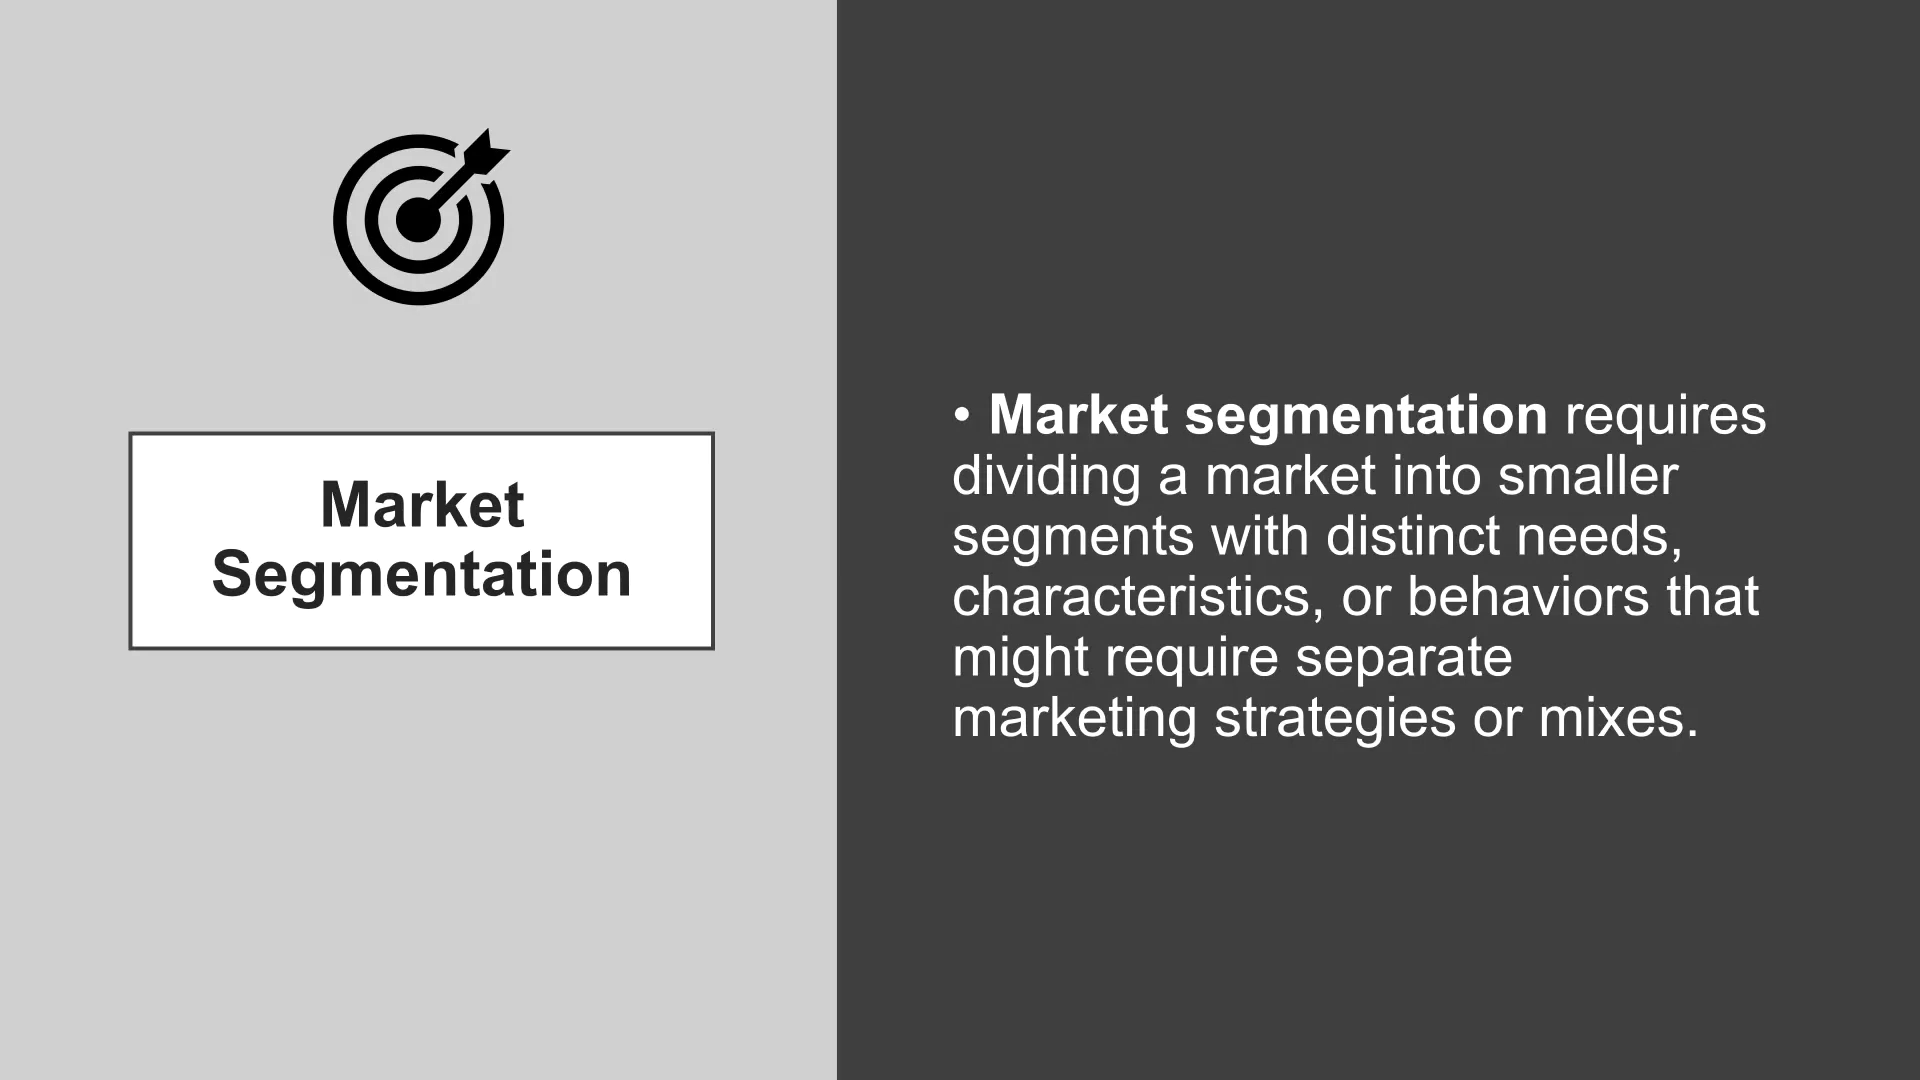 Market
Segmentation
• Market segmentation requires
dividing a market into smaller
segments with distinct needs,
characteristics, or behaviors that
might require separate
marketing strategies or mixes.